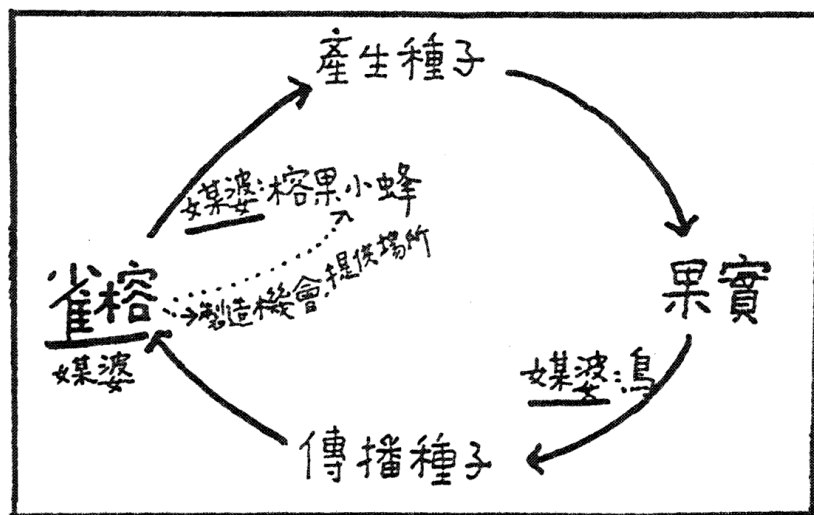 產生種子
媒婆:榕果小蜂
製造機會,提供場所
雀榕
媒婆
果實
媒婆:鳥
傳播種子